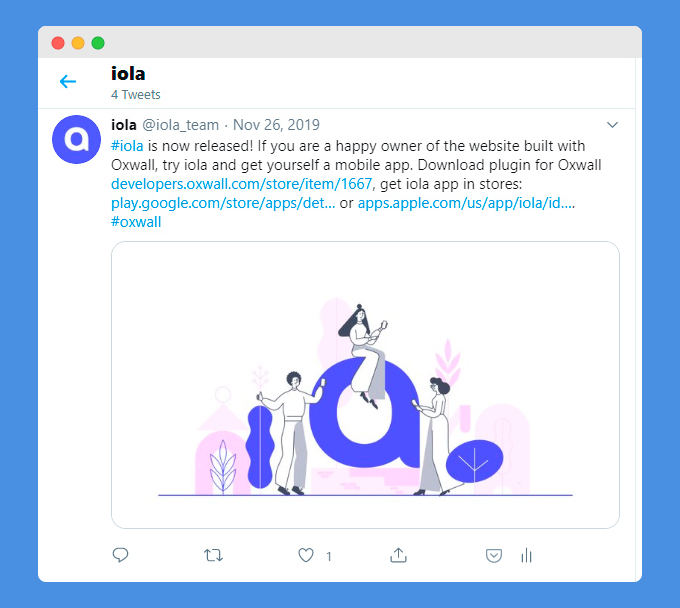 iola
4 Tweets
iola @iola_team · Nov 26, 2019
#iola is now released! If you are a happy owner of the website built with
Oxwall, try iola and get yourself a mobile app. Download plugin for Oxwall
developers.oxwall.com/store/item/1667, get iola app in stores:
play.google.com/store/apps/det... or apps.apple.com/us/app/iola/id....
#oxwall
1